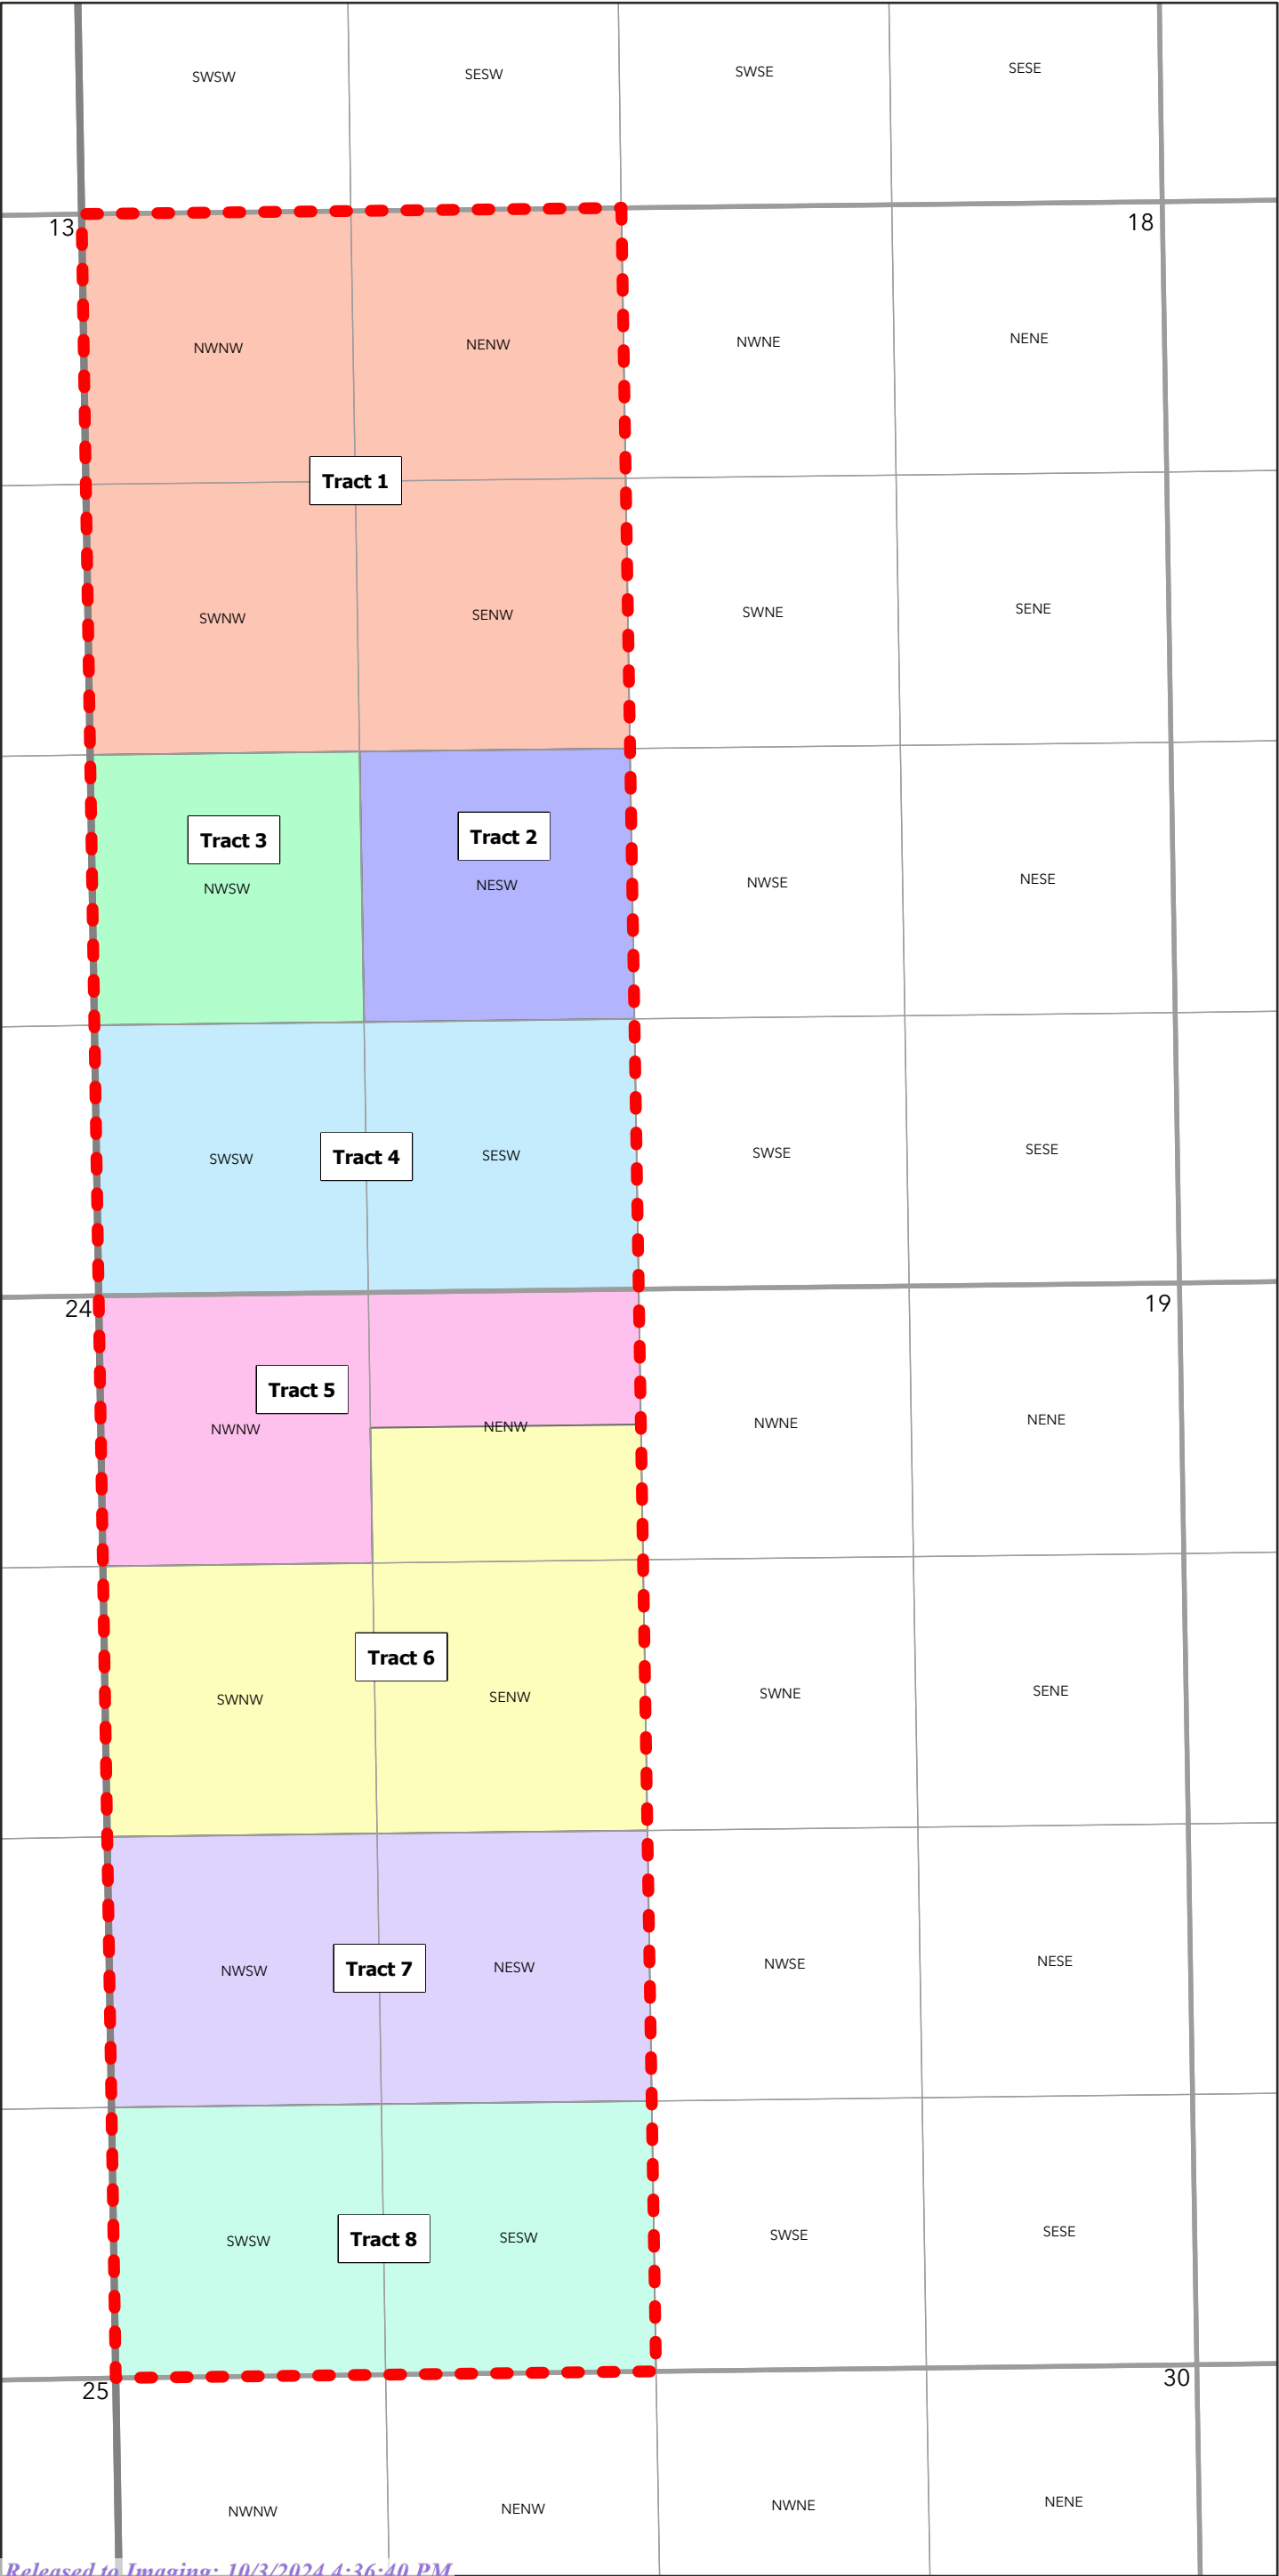 SWSW SESW SWSE SESE
13 18
NWNW NENW NWNE NENE
Tract 1
SWNW SENW SWNE SENE
Tract 3 Tract 2
NWSW NESW NWSE NESE
SWSW Tract 4 SESW SWSE SESE
24 19
Tract 5
NWNW NENW NWNE NENE
Tract 6
SWNW SENW SWNE SENE
NWSW Tract 7 NESW NWSE NESE
SWSW Tract 8 SESW SWSE SESE
25 30
NWNW NENW NWNE NENE
Released to Imaging: 10/3/2024 4:36:40 PM